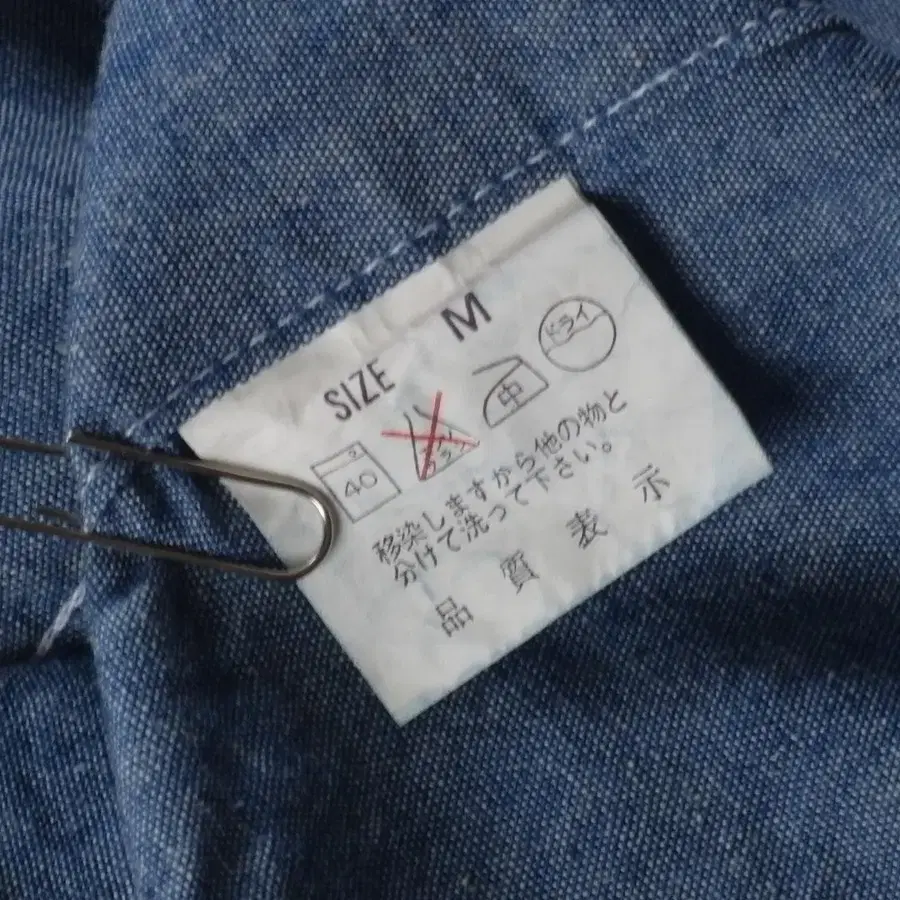 SIZE M
40
中
ドライ
移染しますから他の物と
分けて洗って下さい。
品質表示